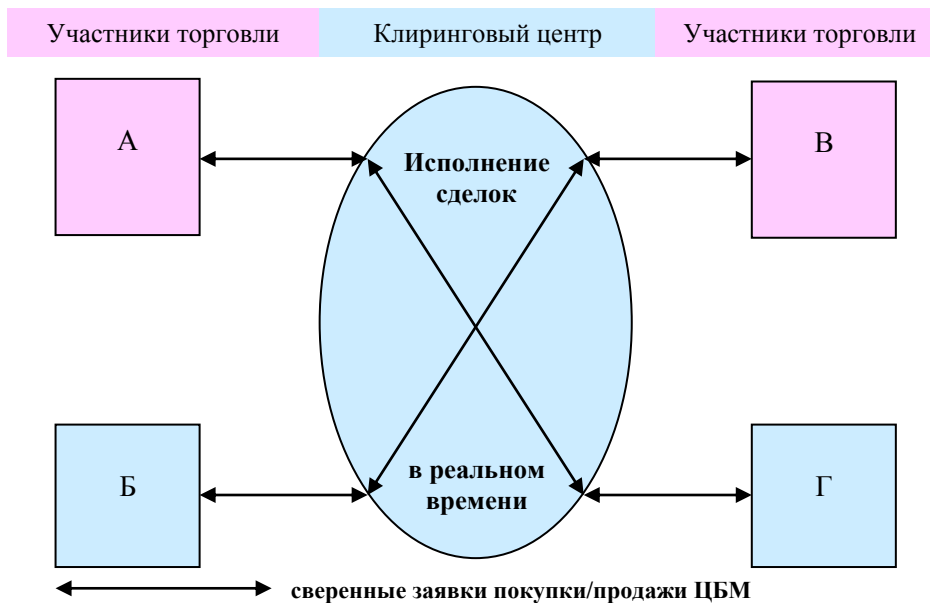 Участники торговли
Клиринговый центр
Участники торговли
А
В
Исполнение
сделок
Б
Г
в реальном
времени
сверенные заявки покупки/продажи ЦБМ